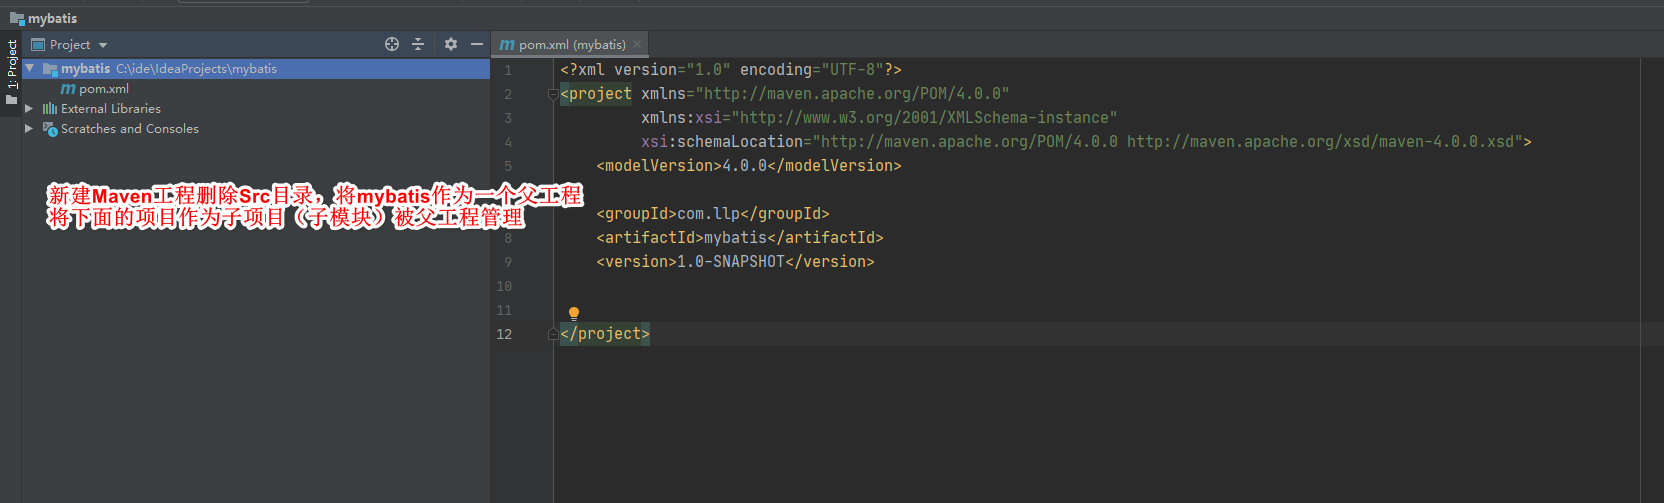 mybatis
1: Project
Project
mybatis C:\ide\IdeaProjects\mybatis
pom.xml
External Libraries
Scratches and Consoles
新建Maven工程删除Src目录，将mybatis作为一个父工程
将下面的项目作为子项目（子模块）被父工程管理
pom.xml (mybatis)
1 <?xml version="1.0" encoding="UTF-8"?>
2 <project xmlns="http://maven.apache.org/POM/4.0.0"
3 xmlns:xsi="http://www.w3.org/2001/XMLSchema-instance"
4 xsi:schemaLocation="http://maven.apache.org/POM/4.0.0 http://maven.apache.org/xsd/maven-4.0.0.xsd">
5 <modelVersion>4.0.0</modelVersion>
<groupId>com.llp</groupId>
8 <artifactId>mybatis</artifactId>
9 <version>1.0-SNAPSHOT</version>
10
11
12 </project>